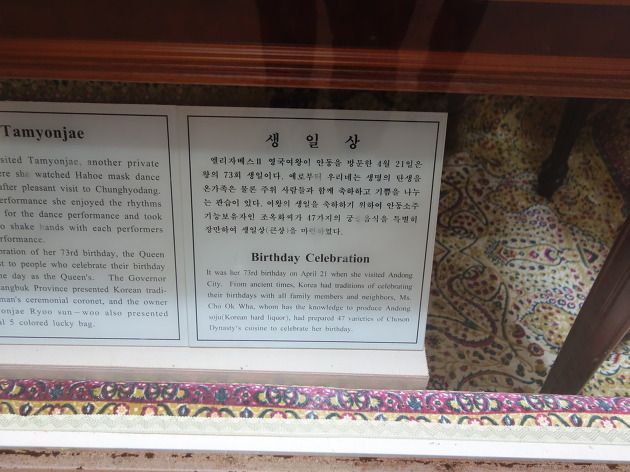 Tamyonjae
sited Tamyonjae, another private
ere she watched Hahoe mask dance
after pleasant visit to Chunghyodang.
erformance she enjoyed the rhythms
for the dance performance and took
o shake hands with each performers
rformance.
bration of her 73rd birthday, the Queen
st to people who celebrate their birthday
me day as the Queen's. The Governor
angbuk Province presented Korean tradi-
man's ceremonial coronet, and the owner
onjae Ryoo sun-woo also presented
al 5 colored lucky bag.
생 일 상
엘리자베스Ⅱ 영국여왕이 안동을 방문한 4월 21일은
왕의 73회 생일이다. 예로부터 우리네는 생명의 탄생을
온가족은 물론 주위 사람들과 함께 축하하고 기쁨을 나누
는 관습이 있다. 여왕의 생일을 축하하기 위하여 안동소주
기능보유자인 조옥화씨가 47가지의 궁중음식을 특별히
장만하여 생일상(큰상)을 마련하였다.
Birthday Celebration
It was her 73rd birthday on April 21 when she visited Andong
City. From ancient times, Korea had traditions of celebrating
their birthdays with all family members and neighbors, Ms.
Cho Ok Wha, whom has the knowledge to produce Andong
soju(Korean hard liquor), had prepared 47 varieties of Choson
Dynasty's cuisine to celebrate her birthday.